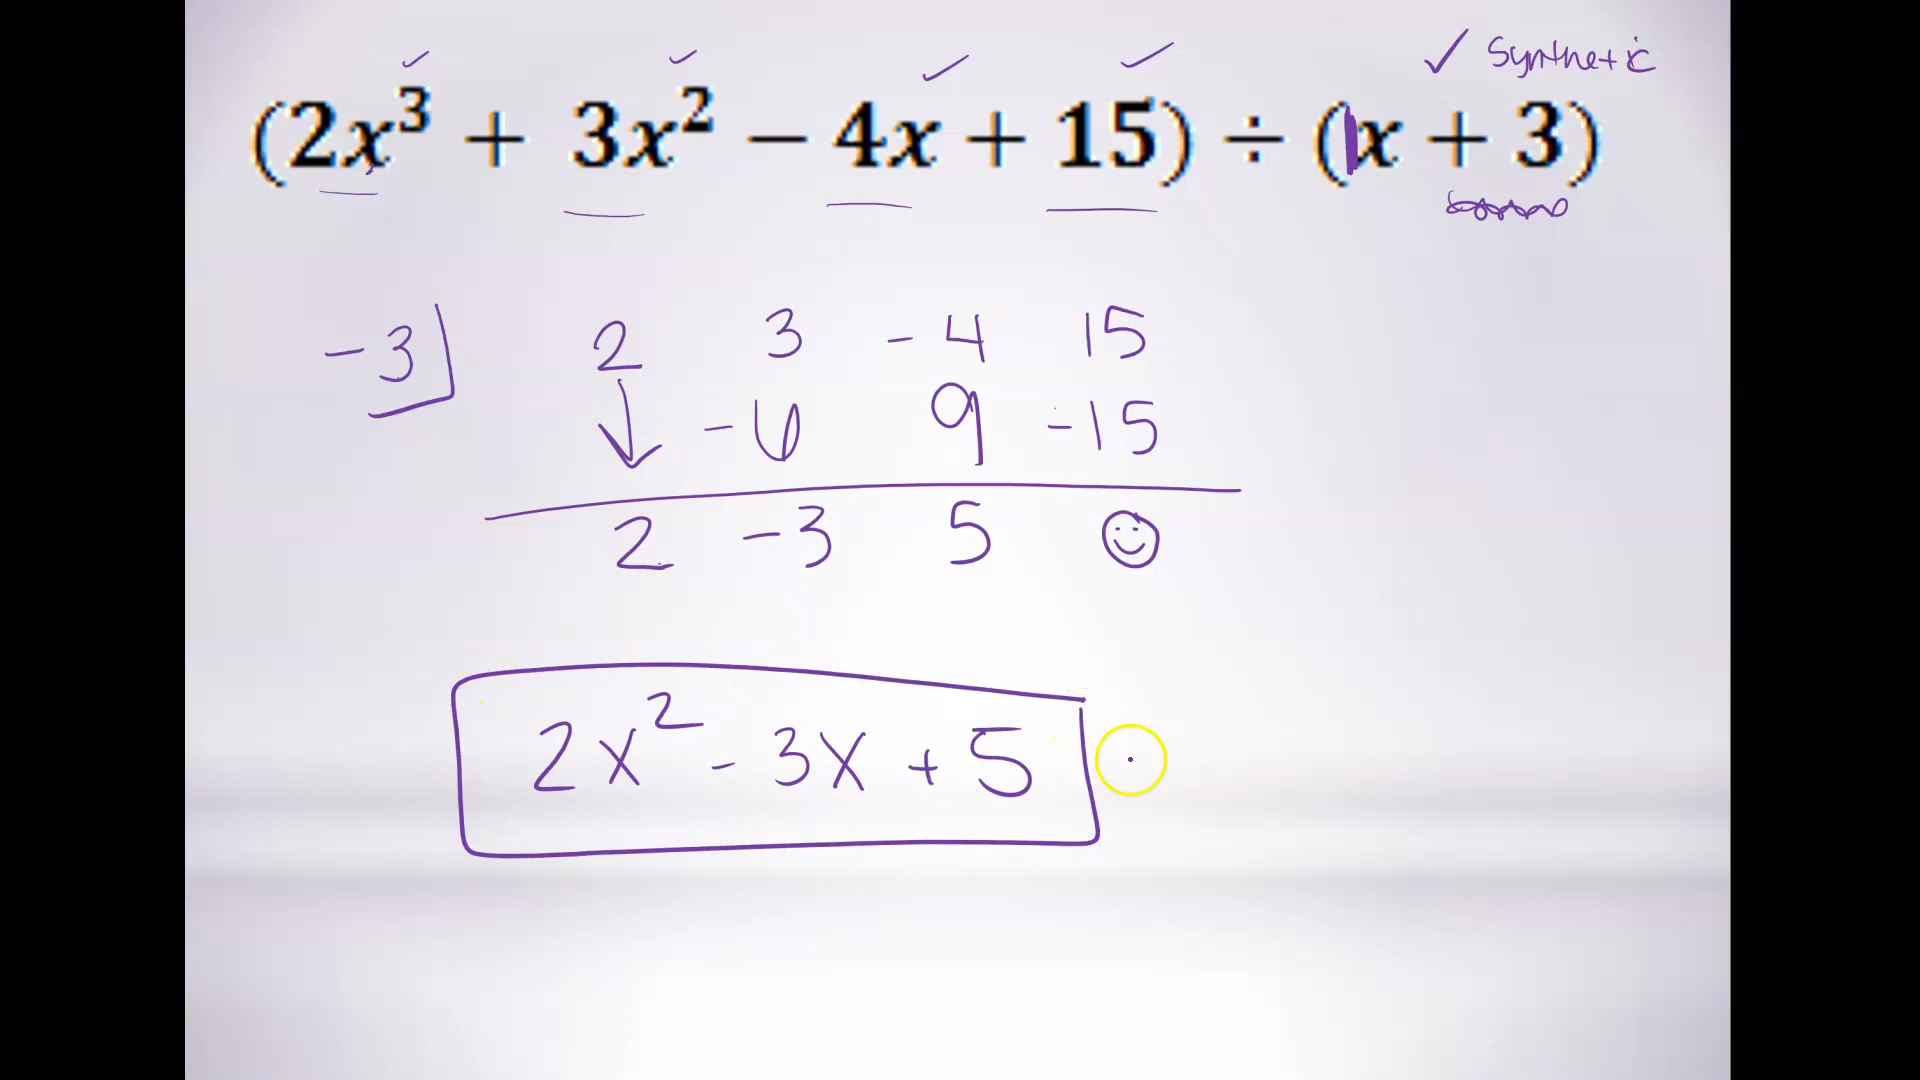 ✓ Synthetic
(2x³ + 3x² − 4x + 15) ÷ (1x + 3)
-3 2 3 -4 15
-6 9 -15
2 -3 5 ☺
2x² - 3x + 5